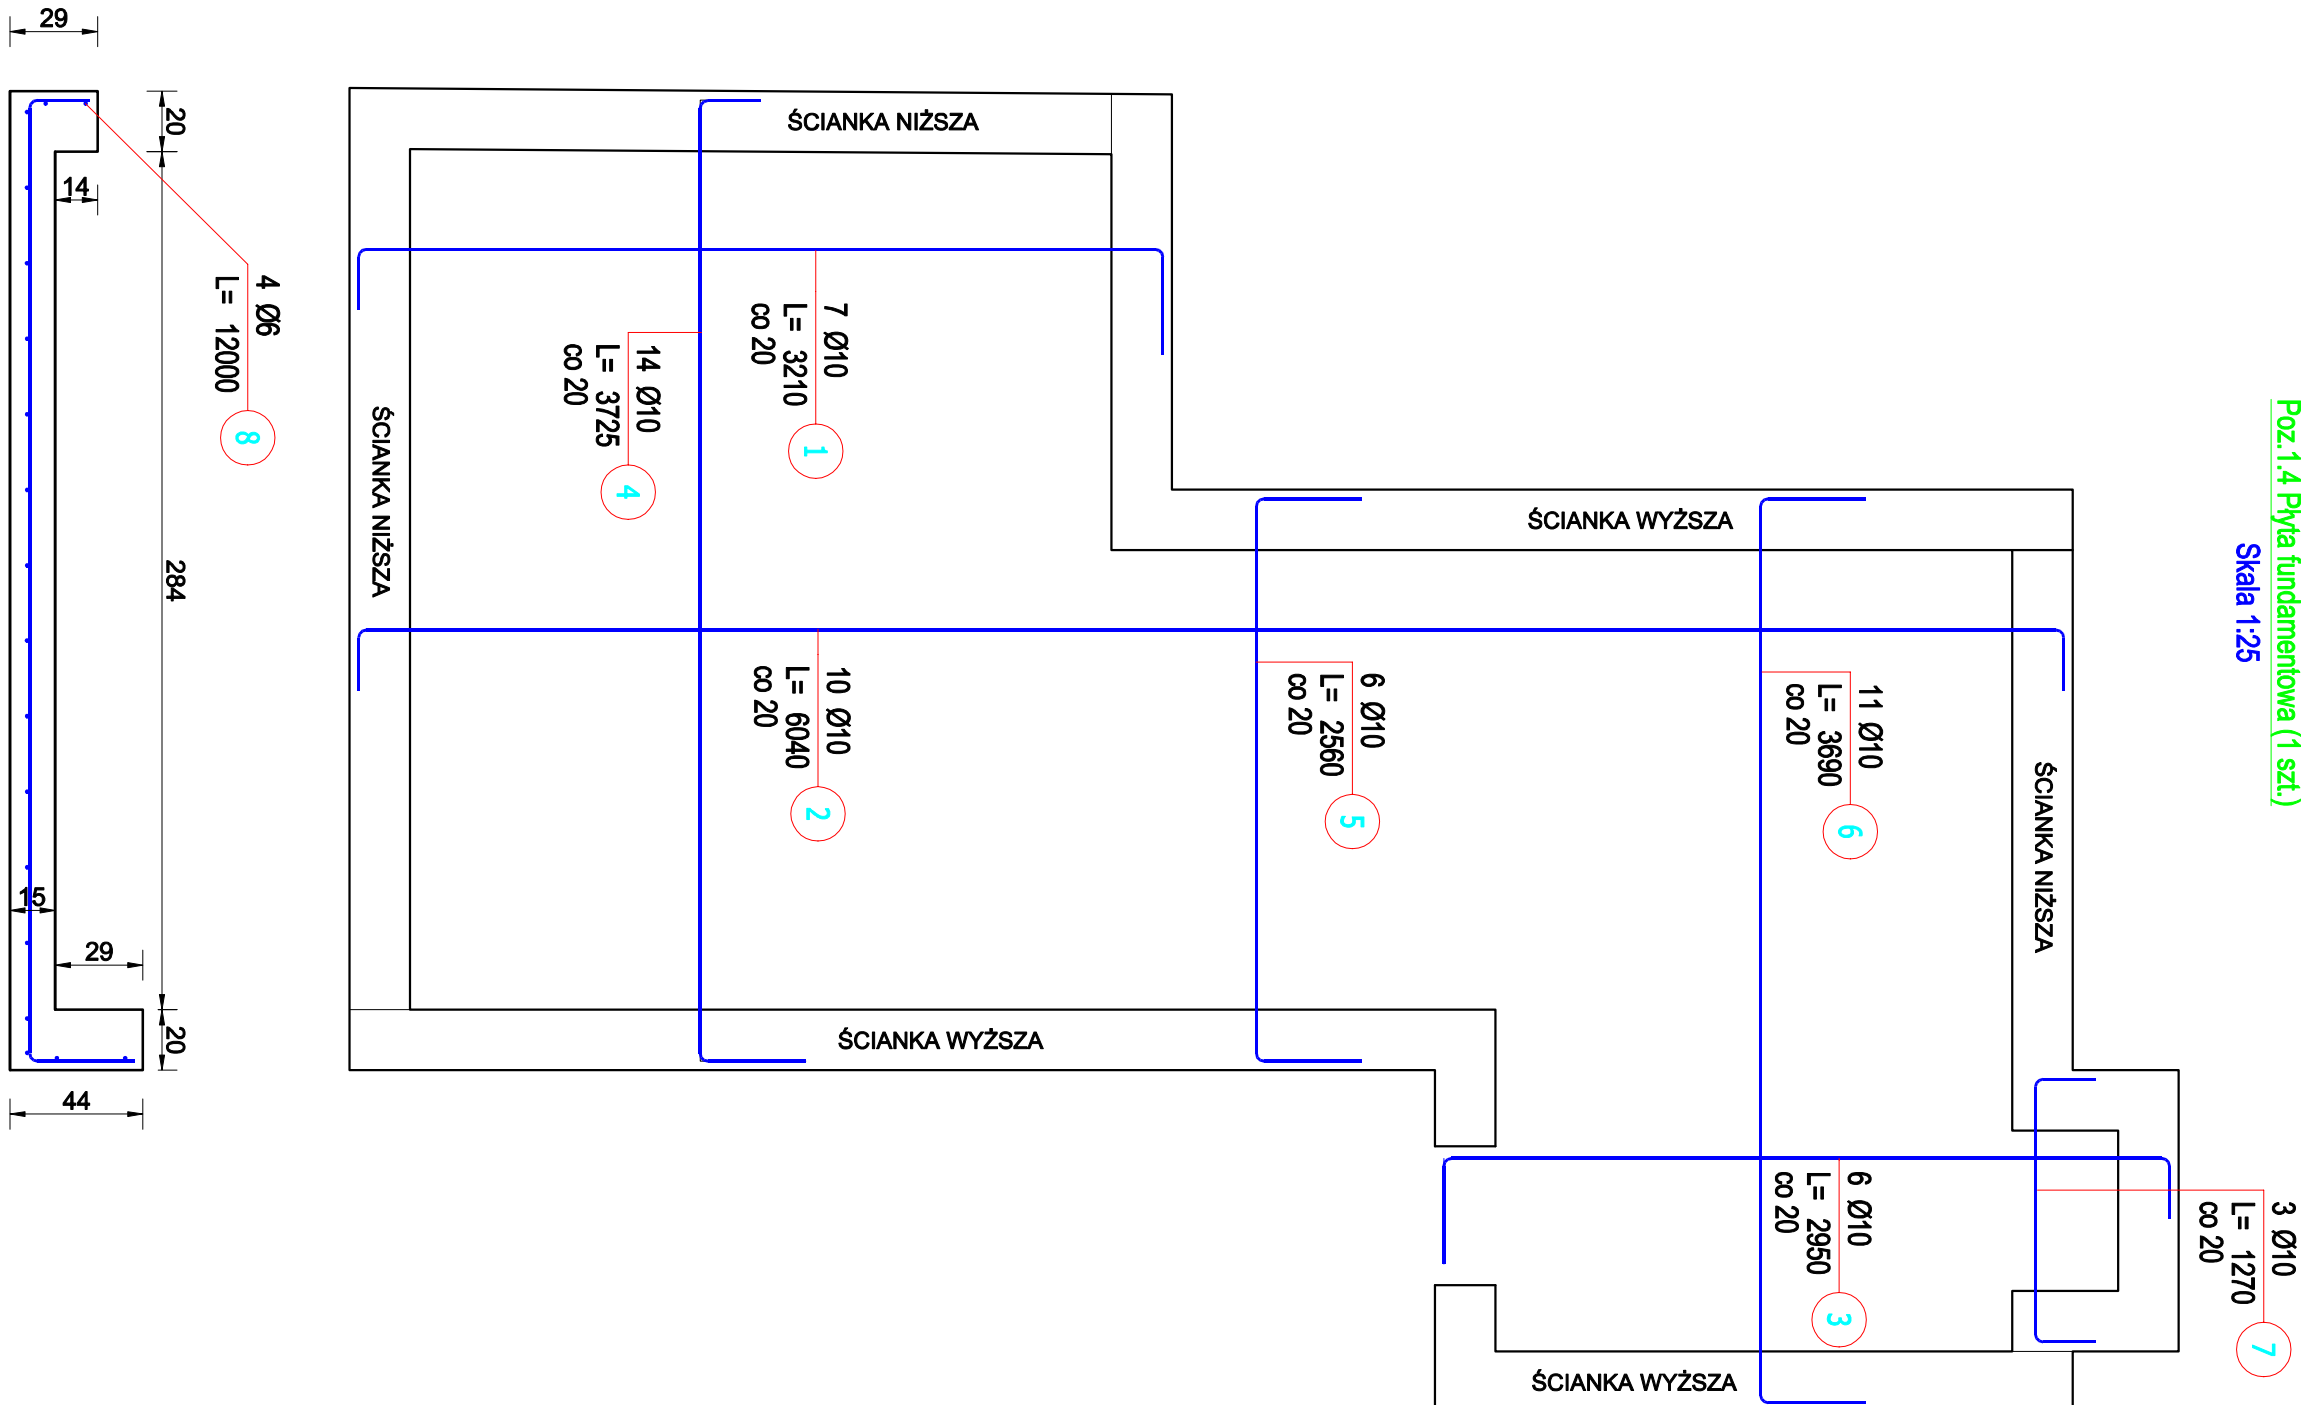 Poz.1.4 Płyta fundamentowa (1 szt.)
Skala 1:25
29
20
14
284
15
29
20
44
4 Ø6
L= 12000
8
ŚCIANKA NIŻSZA
7 Ø10
L= 3210
co 20
1
14 Ø10
L= 3725
co 20
4
ŚCIANKA NIŻSZA
ŚCIANKA WYŻSZA
10 Ø10
L= 6040
co 20
2
6 Ø10
L= 2560
co 20
5
11 Ø10
L= 3690
co 20
6
ŚCIANKA NIŻSZA
ŚCIANKA WYŻSZA
6 Ø10
L= 2950
co 20
3
3 Ø10
L= 1270
co 20
7
ŚCIANKA WYŻSZA